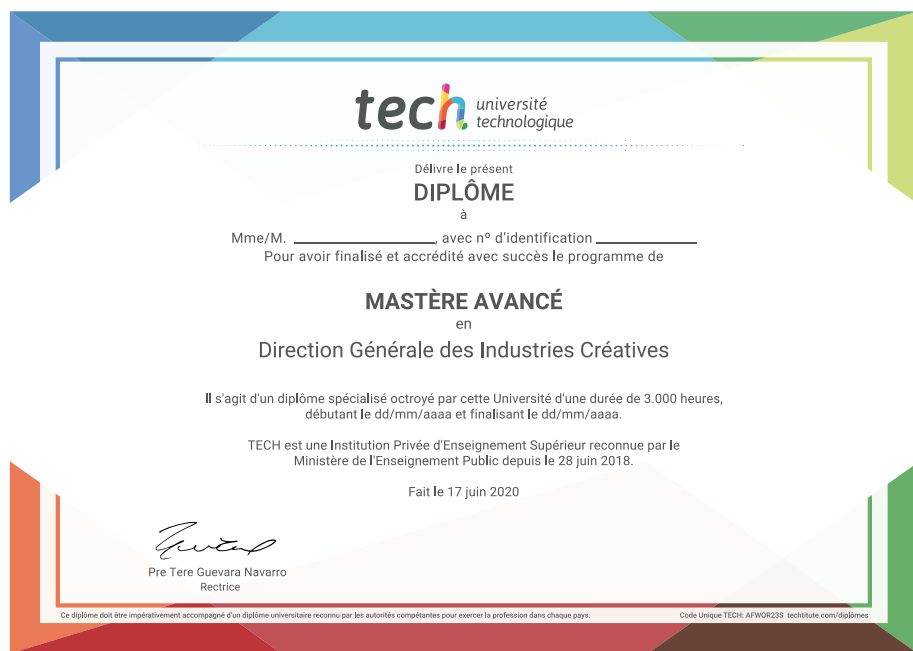 tech université
technologique
Délivre le présent
DIPLÔME
à
Mme/M. ____________________, avec nº d'identification ______________
Pour avoir finalisé et accrédité avec succès le programme de
MASTÈRE AVANCÉ
en
Direction Générale des Industries Créatives
Il s'agit d'un diplôme spécialisé octroyé par cette Université d'une durée de 3.000 heures,
débutant le dd/mm/aaaa et finalisant le dd/mm/aaaa.
TECH est une Institution Privée d'Enseignement Supérieur reconnue par le
Ministère de l'Enseignement Public depuis le 28 juin 2018.
Fait le 17 juin 2020
Pre Tere Guevara Navarro
Rectrice
Ce diplôme doit être impérativement accompagné d'un diplôme universitaire reconnu par les autorités compétantes pour exercer la profession dans chaque pays.
Code Unique TECH: AFWOR23S techtitute.com/diplômes